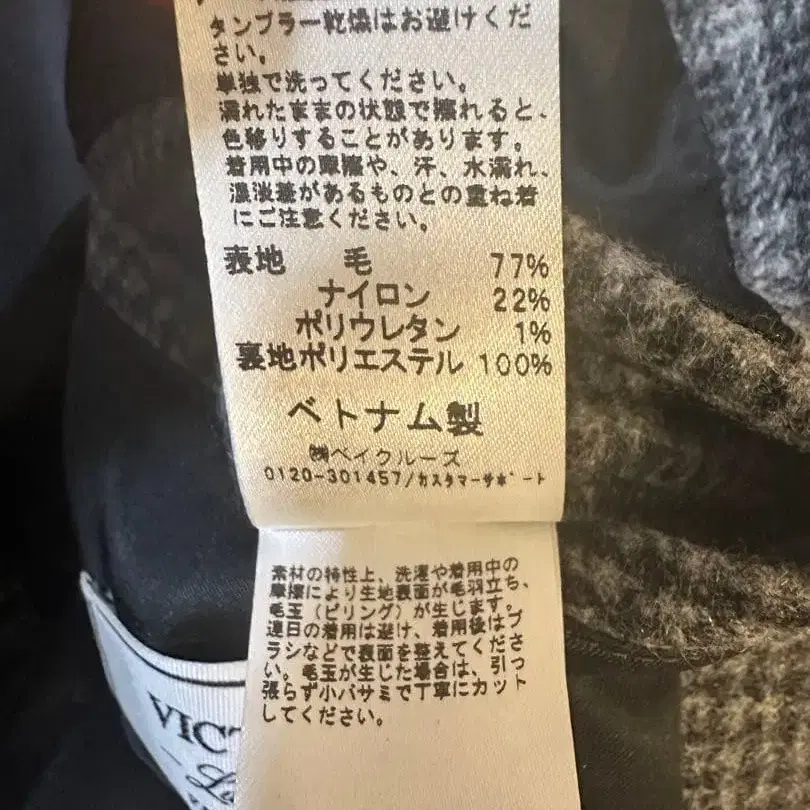 タンブラー乾燥はお避けくだ
さい。
単独で洗ってください。
濡れたままの状態で擦れると、
色移りすることがあります。
着用中の摩擦や、汗、水濡れ、
濃淡差があるものとの重ね着
にご注意ください。
表地 毛 77%
ナイロン 22%
ポリウレタン 1%
裏地ポリエステル 100%
ベトナム製
㈱ベイクルーズ
0120-301457/カスタマーサポート
素材の特性上、洗濯や着用中の
摩擦により生地表面が毛羽立ち、
毛玉(ピリング)が生じます。
連日の着用は避け、着用後はブ
ラシなどで表面を整えてくださ
い。毛玉が生じた場合は、引っ
張らず小バサミで丁寧にカット
してください。
VICT